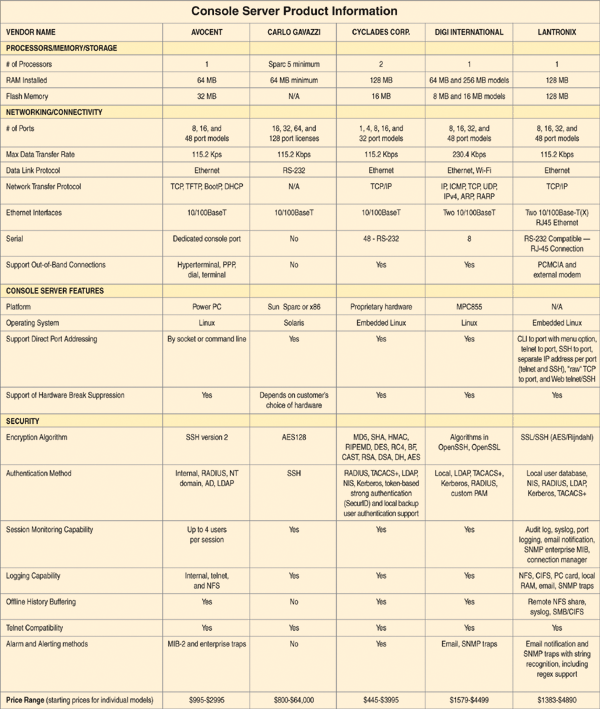 Console Server Product Information
VENDOR NAME AVOCENT CARLO GAVAZZI CYCLADES CORP. DIGI INTERNATIONAL LANTRONIX
PROCESSORS/MEMORY/STORAGE
# of Processors 1 Sparc 5 minimum 2 1 1
RAM Installed 64 MB 64 MB minimum 128 MB 64 MB and 256 MB models 128 MB
Flash Memory 32 MB N/A 16 MB 8 MB and 16 MB models 128 MB
NETWORKING/CONNECTIVITY
# of Ports 8, 16, and 16, 32, 64, and 1, 4, 8, 16, and 8, 16, 32, and 8, 16, 32, and
48 port models 128 port licenses 32 port models 48 port models 48 port models
Max Data Transfer Rate 115.2 Kps 115.2 Kbps 115.2 Kbps 230.4 Kbps 115.2 Kbps
Data Link Protocol Ethernet RS-232 Ethernet Ethernet, Wi-Fi Ethernet
Network Transfer Protocol TCP, TFTP, BootP, DHCP N/A TCP/IP IP, ICMP, TCP, UDP, TCP/IP
IPv4, ARP, RARP
Ethernet Interfaces 10/100BaseT 10/100BaseT 10/100BaseT Two 10/100BaseT Two 10/100Base-T(X)
RJ45 Ethernet
Serial Dedicated console port No 48 - RS-232 8 RS-232 Compatible —
RJ-45 Connection
Support Out-of-Band Connections Hyperterminal, PPP, No Yes Yes PCMCIA and
dial, terminal external modem
CONSOLE SERVER FEATURES
Platform Power PC Sun Sparc or x86 Proprietary hardware MPC855 N/A
Operating System Linux Solaris Embedded Linux Linux Embedded Linux
Support Direct Port Addressing By socket or command line Yes Yes Yes CLI to port with menu option,
telnet to port, SSH to port,
separate IP address per port
(telnet and SSH), "raw" TCP
to port, and Web telnet/SSH
Support of Hardware Break Suppression Yes Depends on customer's Yes Yes Yes
choice of hardware
SECURITY
Encryption Algorithm SSH version 2 AES128 MD5, SHA, HMAC, Algorithms in SSL/SSH (AES/Rijndahl)
RIPEMD, DES, RC4, BF, OpenSSH, OpenSSL
CAST, RSA, DSA, DH, AES
Authentication Method Internal, RADIUS, NT SSH RADIUS, TACACS+, LDAP, Local, LDAP, TACACS+, Local user database,
domain, AD, LDAP NIS, Kerberos, token-based Kerberos, RADIUS, NIS, RADIUS, LDAP,
strong authentication custom PAM Kerberos, TACACS+
(SecurID) and local backup
user authentication support
Session Monitoring Capability Up to 4 users Yes Yes Yes Audit log, syslog, port
per session logging, email notification,
SNMP enterprise MIB,
connection manager
Logging Capability Internal, telnet, Yes Yes Yes NFS, CIFS, PC card, local
and NFS RAM, email, SNMP traps
Offline History Buffering Yes No Yes Yes Remote NFS share,
syslog, SMB/CIFS
Telnet Compatibility Yes Yes Yes Yes Yes
Alarm and Alerting methods MIB-2 and enterprise traps No Yes Email, SNMP traps Email notification and
SNMP traps with string
recognition, including
regex support
Price Range (starting prices for individual models) $995-$2995 $800-$64,000 $445-$3995 $1579-$4499 $1383-$4890